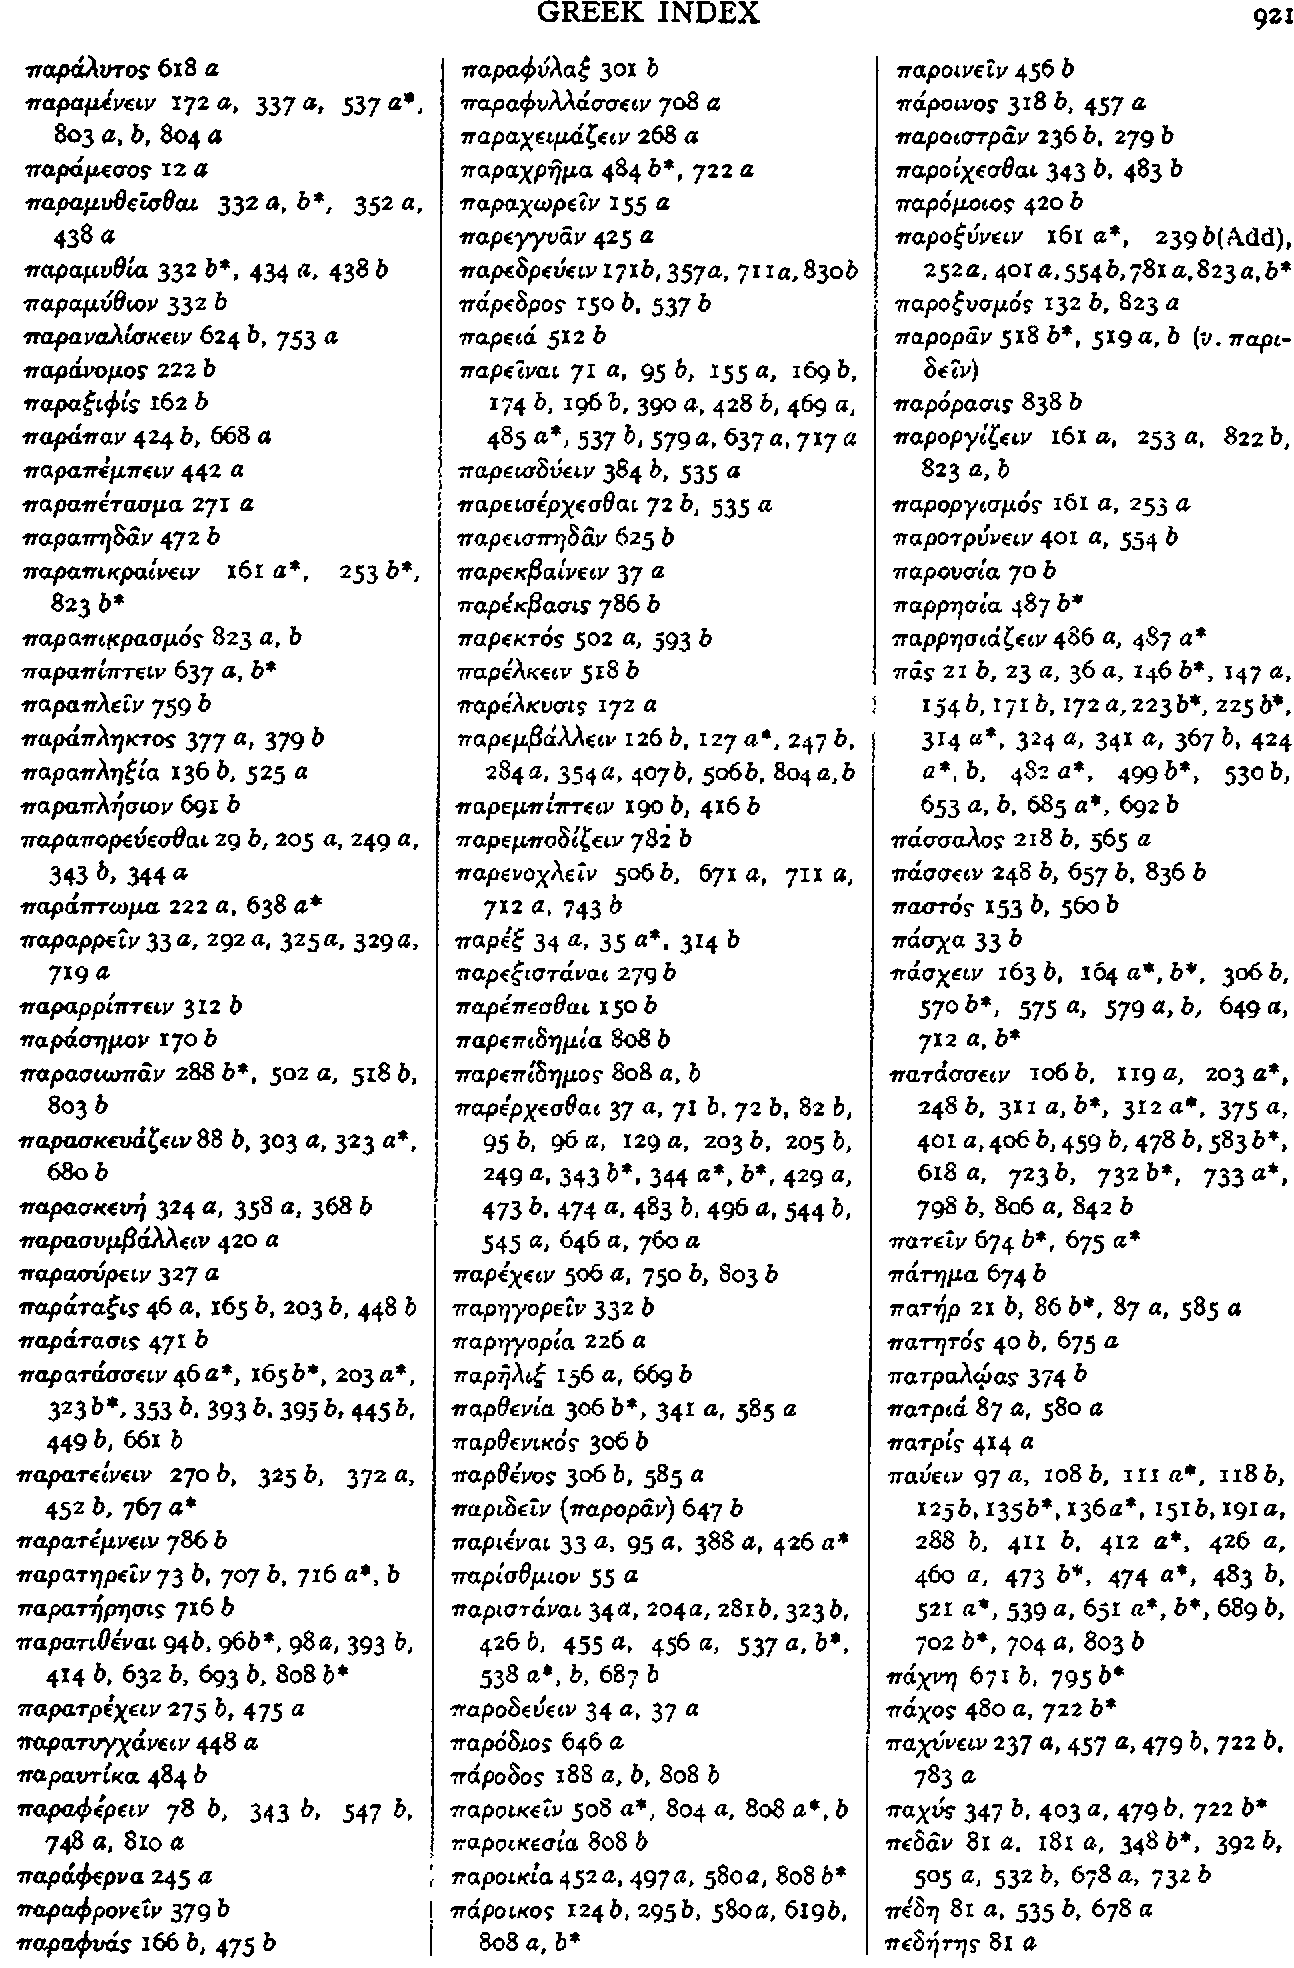 GREEK INDEX 921
παράλυτος 618 a
παραμένειν 172 a, 337 a, 537 a*,
803 a, b, 804 a
παράμεσος 12 a
παραμυθεῖσθαι 332 a, b*, 352 a,
438 a
παραμυθία 332 b*, 434 a, 438 b
παραμύθιον 332 b
παραναλίσκειν 624 b, 753 a
παράνομος 222 b
παραξιφίς 162 b
παράπαν 424 b, 668 a
παραπέμπειν 442 a
παραπέτασμα 271 a
παραπηδᾶν 472 b
παραπικραίνειν 161 a*, 253 b*,
823 b*
παραπικρασμός 823 a, b
παραπίπτειν 637 a, b*
παραπλεῖν 759 b
παράπληκτος 377 a, 379 b
παραπληξία 136 b, 525 a
παραπλήσιον 691 b
παραπορεύεσθαι 29 b, 205 a, 249 a,
343 b, 344 a
παράπτωμα 222 a, 638 a*
παραρρεῖν 33 a, 292 a, 325 a, 329 a,
719 a
παραρρίπτειν 312 b
παράσημον 170 b
παρασιωπᾶν 288 b*, 502 a, 518 b,
803 b
παρασκευάζειν 88 b, 303 a, 323 a*,
680 b
παρασκευή 324 a, 358 a, 368 b
παρασυμβάλλειν 420 a
παρασύρειν 327 a
παράταξις 46 a, 165 b, 203 b, 448 b
παράτασις 471 b
παρατάσσειν 46 a*, 165 b*, 203 a*,
323 b*, 353 b, 393 b, 395 b, 445 b,
449 b, 661 b
παρατείνειν 270 b, 325 b, 372 a,
452 b, 767 a*
παρατέμνειν 786 b
παρατηρεῖν 73 b, 707 b, 716 a*, b
παρατήρησις 716 b
παρατιθέναι 94 b, 96 b*, 98 a, 393 b,
414 b, 632 b, 693 b, 808 b*
παρατρέχειν 275 b, 475 a
παρατυγχάνειν 448 a
παραυτίκα 484 b
παραφέρειν 78 b, 343 b, 547 b,
748 a, 810 a
παράφερνα 245 a
παραφρονεῖν 379 b
παραφυάς 166 b, 475 b
παραφύλαξ 301 b
παραφυλλάσσειν 708 a
παραχειμάζειν 268 a
παραχρῆμα 484 b*, 722 a
παραχωρεῖν 155 a
παρεγγυᾶν 425 a
παρεδρεύειν 171 b, 357 a, 711 a, 830 b
πάρεδρος 150 b, 537 b
παρειά 512 b
παρεῖναι 71 a, 95 b, 155 a, 169 b,
174 b, 196 b, 390 a, 428 b, 469 a,
485 a*, 537 b, 579 a, 637 a, 717 a
παρεισδύειν 384 b, 535 a
παρεισέρχεσθαι 72 b, 535 a
παρεισπηδᾶν 625 b
παρεκβαίνειν 37 a
παρέκβασις 786 b
παρεκτός 502 a, 593 b
παρέλκειν 518 b
παρέλκυσις 172 a
παρεμβάλλειν 126 b, 127 a*, 247 b,
284 a, 354 a, 407 b, 506 b, 804 a, b
παρεμπίπτειν 190 b, 416 b
παρεμποδίζειν 782 b
παρενοχλεῖν 506 b, 671 a, 711 a,
712 a, 743 b
παρέξ 34 a, 35 a*, 314 b
παρεξιστάναι 279 b
παρέπεσθαι 150 b
παρεπιδημία 808 b
παρεπίδημος 808 a, b
παρέρχεσθαι 37 a, 71 b, 72 b, 82 b,
95 b, 96 a, 129 a, 203 b, 205 b,
249 a, 343 b*, 344 a*, b*, 429 a,
473 b, 474 a, 483 b, 496 a, 544 b,
545 a, 646 a, 760 a
παρέχειν 506 a, 750 b, 803 b
παρηγορεῖν 332 b
παρηγορία 226 a
παρῆλιξ 156 a, 669 b
παρθενία 306 b*, 341 a, 585 a
παρθενικός 306 b
παρθένος 306 b, 585 a
παριδεῖν (παρορᾶν) 647 b
παριέναι 33 a, 95 a, 388 a, 426 a*
παρίσθμιον 55 a
παριστάναι 34 a, 204 a, 281 b, 323 b,
426 b, 455 a, 456 a, 537 a, b*,
538 a*, b, 687 b
παροδεύειν 34 a, 37 a
παρόδιος 646 a
πάροδος 188 a, b, 808 b
παροικεῖν 508 a*, 804 a, 808 a*, b
παροικεσία 808 b
παροικία 452 a, 497 a, 580 a, 808 b*
πάροικος 124 b, 295 b, 580 a, 619 b,
808 a, b*
παροινεῖν 456 b
πάροινος 318 b, 457 a
παροιστρᾶν 236 b, 279 b
παροίχεσθαι 343 b, 483 b
παρόμοιος 420 b
παροξύνειν 161 a*, 239 b (Add),
252 a, 401 a, 554 b, 781 a, 823 a, b*
παροξυσμός 132 b, 823 a
παρορᾶν 518 b*, 519 a, b (v. παρι-
δεῖν)
παρόρασις 838 b
παροργίζειν 161 a, 253 a, 822 b,
823 a, b
παροργισμός 161 a, 253 a
παροτρύνειν 401 a, 554 b
παρουσία 70 b
παρρησία 487 b*
παρρησιάζειν 486 a, 487 a*
πᾶς 21 b, 23 a, 36 a, 146 b*, 147 a,
154 b, 171 b, 172 a, 223 b*, 225 b*,
314 a*, 324 a, 341 a, 367 b, 424
a*, b, 482 a*, 499 b*, 530 b,
653 a, b, 685 a*, 692 b
πάσσαλος 218 b, 565 a
πάσσειν 248 b, 657 b, 836 b
παστός 153 b, 560 b
πάσχα 33 b
πάσχειν 163 b, 164 a*, b*, 306 b,
570 b*, 575 a, 579 a, b, 649 a,
712 a, b*
πατάσσειν 106 b, 119 a, 203 a*,
248 b, 311 a, b*, 312 a*, 375 a,
401 a, 406 b, 459 b, 478 b, 583 b*,
618 a, 723 b, 732 b*, 733 a*,
798 b, 806 a, 842 b
πατεῖν 674 b*, 675 a*
πάτημα 674 b
πατήρ 21 b, 86 b*, 87 a, 585 a
πατητός 40 b, 675 a
πατραλῴας 374 b
πατριά 87 a, 580 a
πατρίς 414 a
παύειν 97 a, 108 b, 111 a*, 118 b,
125 b, 135 b*, 136 a*, 151 b, 191 a,
288 b, 411 b, 412 a*, 426 a,
460 a, 473 b*, 474 a*, 483 b,
521 a*, 539 a, 651 a*, b*, 689 b,
702 b*, 704 a, 803 b
πάχνη 671 b, 795 b*
πάχος 480 a, 722 b*
παχύνειν 237 a, 457 a, 479 b, 722 b,
783 a
παχύς 347 b, 403 a, 479 b, 722 b*
πεδᾶν 81 a, 181 a, 348 b*, 392 b,
505 a, 532 b, 678 a, 732 b
πέδη 81 a, 535 b, 678 a
πεδήτης 81 a